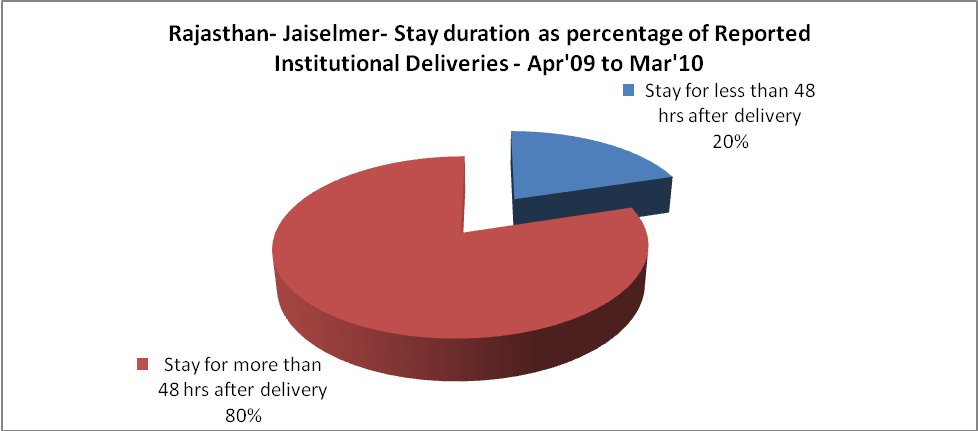 Rajasthan- Jaiselmer- Stay duration as percentage of Reported
Institutional Deliveries - Apr'09 to Mar'10
Stay for less than 48
hrs after delivery
20%
Stay for more than
48 hrs after delivery
80%